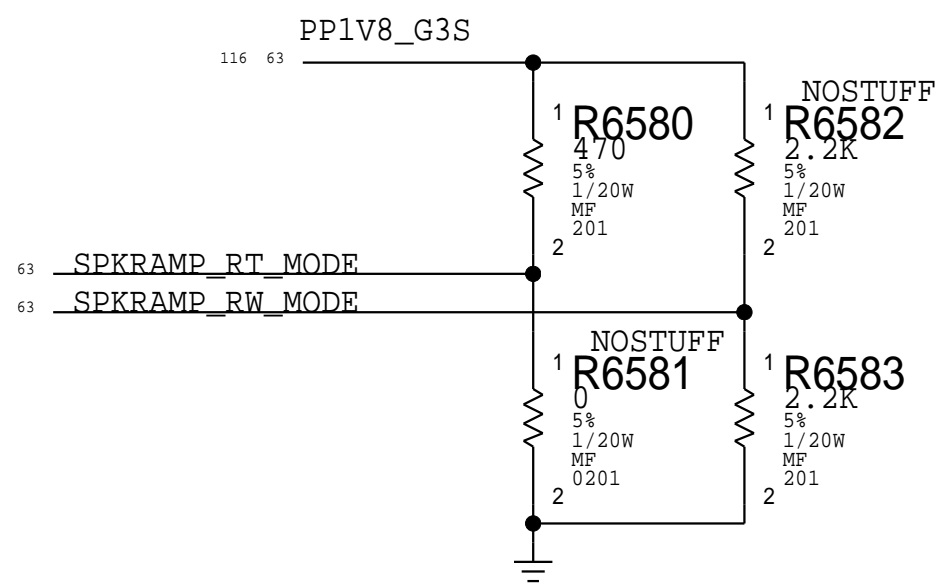 PP1V8_G3S
116 63
NOSTUFF
1
R6580
470
5%
1/20W
MF
201
2
1
R6582
2.2K
5%
1/20W
MF
201
2
63 SPKRAMP_RT_MODE
63 SPKRAMP_RW_MODE
NOSTUFF
1
R6581
0
5%
1/20W
MF
0201
2
1
R6583
2.2K
5%
1/20W
MF
201
2